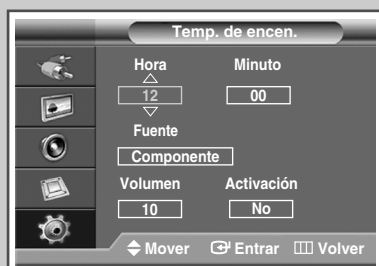 Temp. de encen.
Hora Minuto
12 00
Fuente
Componente
Volumen Activación
10 No
Mover Entrar Volver